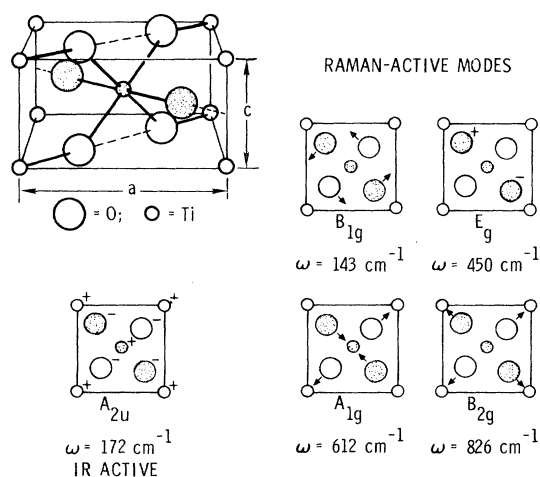 RAMAN-ACTIVE MODES
c
a
= O; = Ti
+
-
B1g
Eg
ω = 143 cm-1
ω = 450 cm-1
+ +
- -
+
- -
+ +
A2u
A1g
B2g
ω = 172 cm-1
ω = 612 cm-1
ω = 826 cm-1
IR ACTIVE